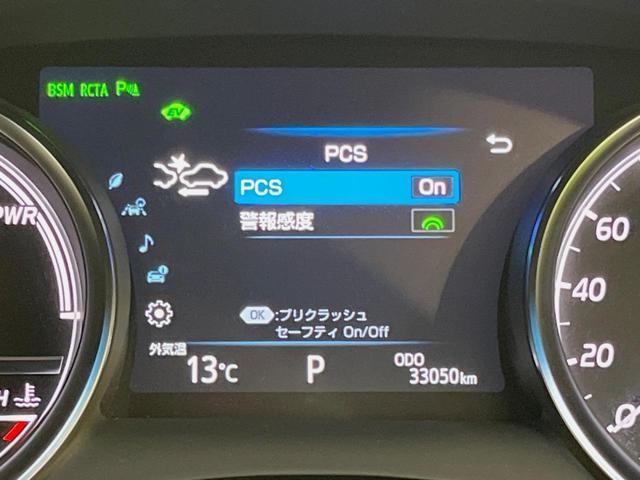 BSM RCTA P
EV
PCS
PCS On
警報感度
OK :プリクラッシュ
セーフティ On/Off
外気温
13℃
P
ODO
33050km
PWR
H
60
40
20
0